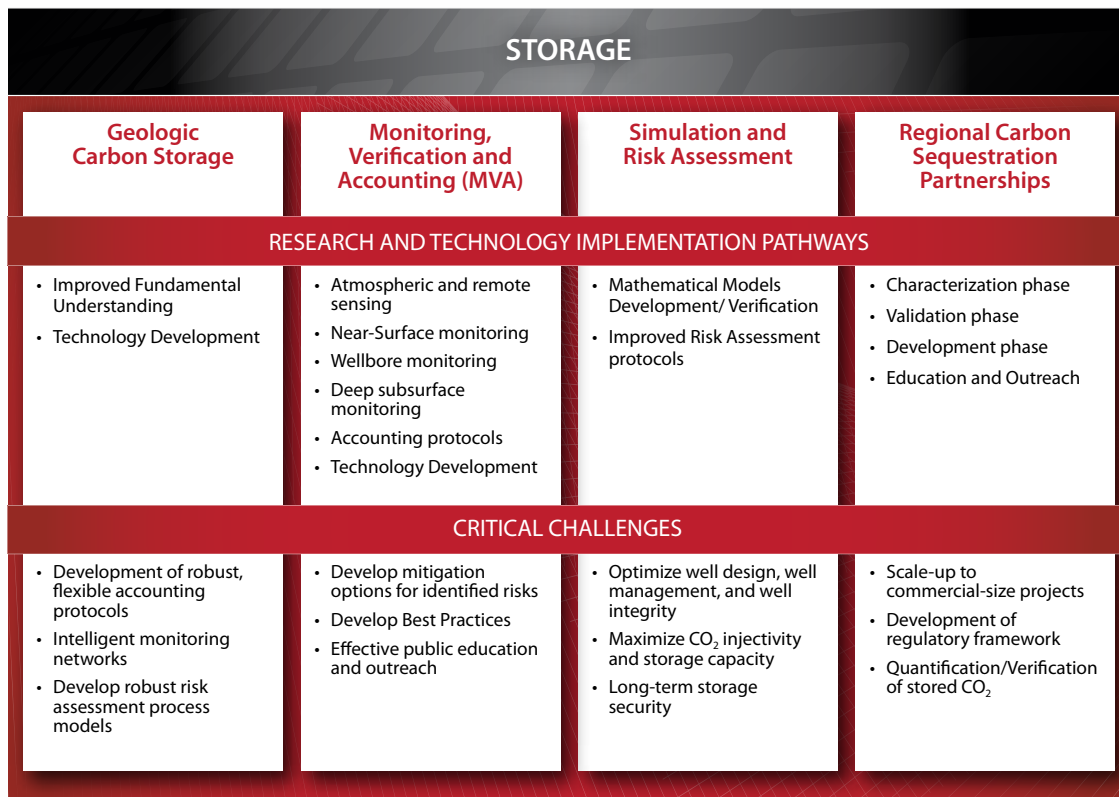 STORAGE
Geologic
Carbon Storage
Monitoring,
Verification and
Accounting (MVA)
Simulation and
Risk Assessment
Regional Carbon
Sequestration
Partnerships
RESEARCH AND TECHNOLOGY IMPLEMENTATION PATHWAYS
• Improved Fundamental
Understanding
• Technology Development
• Atmospheric and remote
sensing
• Near-Surface monitoring
• Wellbore monitoring
• Deep subsurface
monitoring
• Accounting protocols
• Technology Development
• Mathematical Models
Development/ Verification
• Improved Risk Assessment
protocols
• Characterization phase
• Validation phase
• Development phase
• Education and Outreach
CRITICAL CHALLENGES
• Development of robust,
flexible accounting
protocols
• Intelligent monitoring
networks
• Develop robust risk
assessment process
models
• Develop mitigation
options for identified risks
• Develop Best Practices
• Effective public education
and outreach
• Optimize well design, well
management, and well
integrity
• Maximize CO₂ injectivity
and storage capacity
• Long-term storage
security
• Scale-up to
commercial-size projects
• Development of
regulatory framework
• Quantification/Verification
of stored CO₂